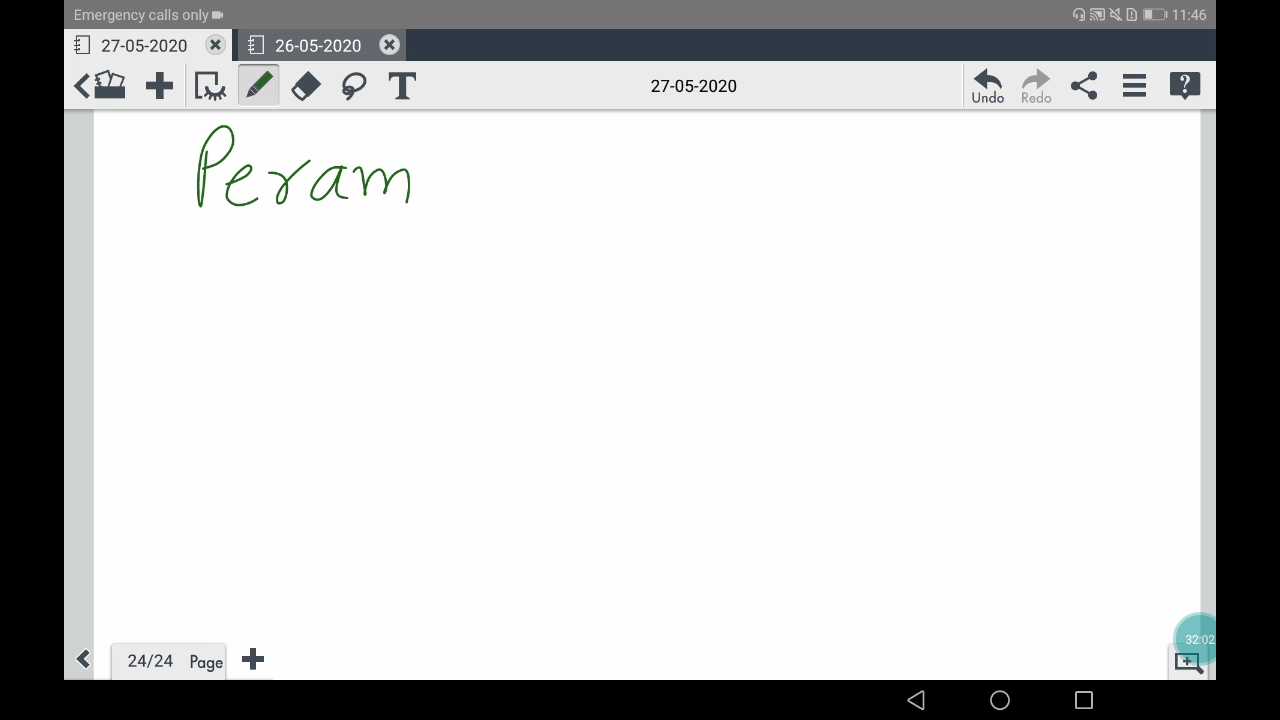 Emergency calls only 11:46
27-05-2020 26-05-2020
T 27-05-2020 Undo Redo ?
Peram
32:02
24/24 Page